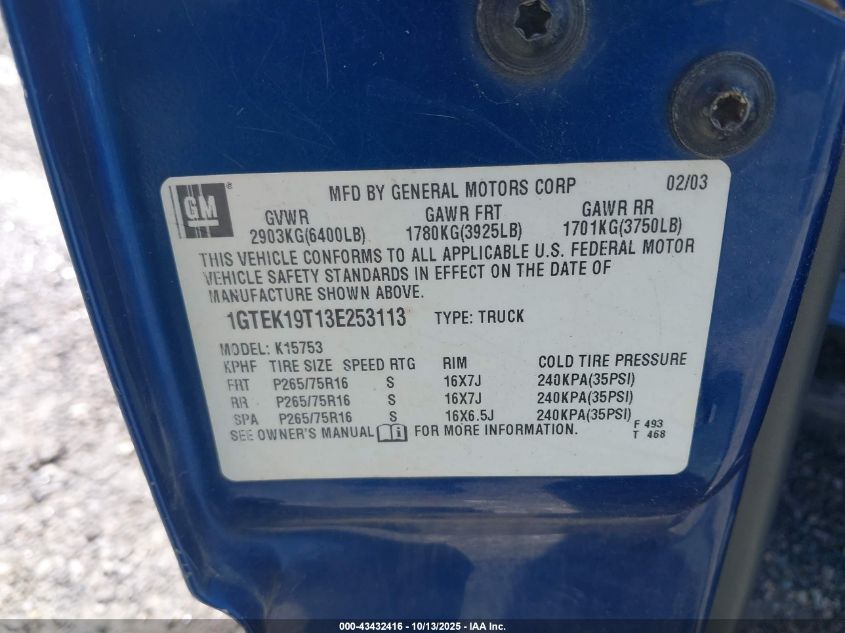 GM ®
MFD BY GENERAL MOTORS CORP 02/03
GVWR GAWR FRT GAWR RR
2903KG(6400LB) 1780KG(3925LB) 1701KG(3750LB)
THIS VEHICLE CONFORMS TO ALL APPLICABLE U.S. FEDERAL MOTOR
VEHICLE SAFETY STANDARDS IN EFFECT ON THE DATE OF
MANUFACTURE SHOWN ABOVE.
1GTEK19T13E253113 TYPE: TRUCK
MODEL: K15753
KPHF TIRE SIZE SPEED RTG RIM COLD TIRE PRESSURE
FRT P265/75R16 S 16X7J 240KPA(35PSI)
RR P265/75R16 S 16X7J 240KPA(35PSI)
SPA P265/75R16 S 16X6.5J 240KPA(35PSI)
SEE OWNER'S MANUAL i FOR MORE INFORMATION.
F 493
T 468
000-43432416 - 10/13/2025 - IAA Inc.